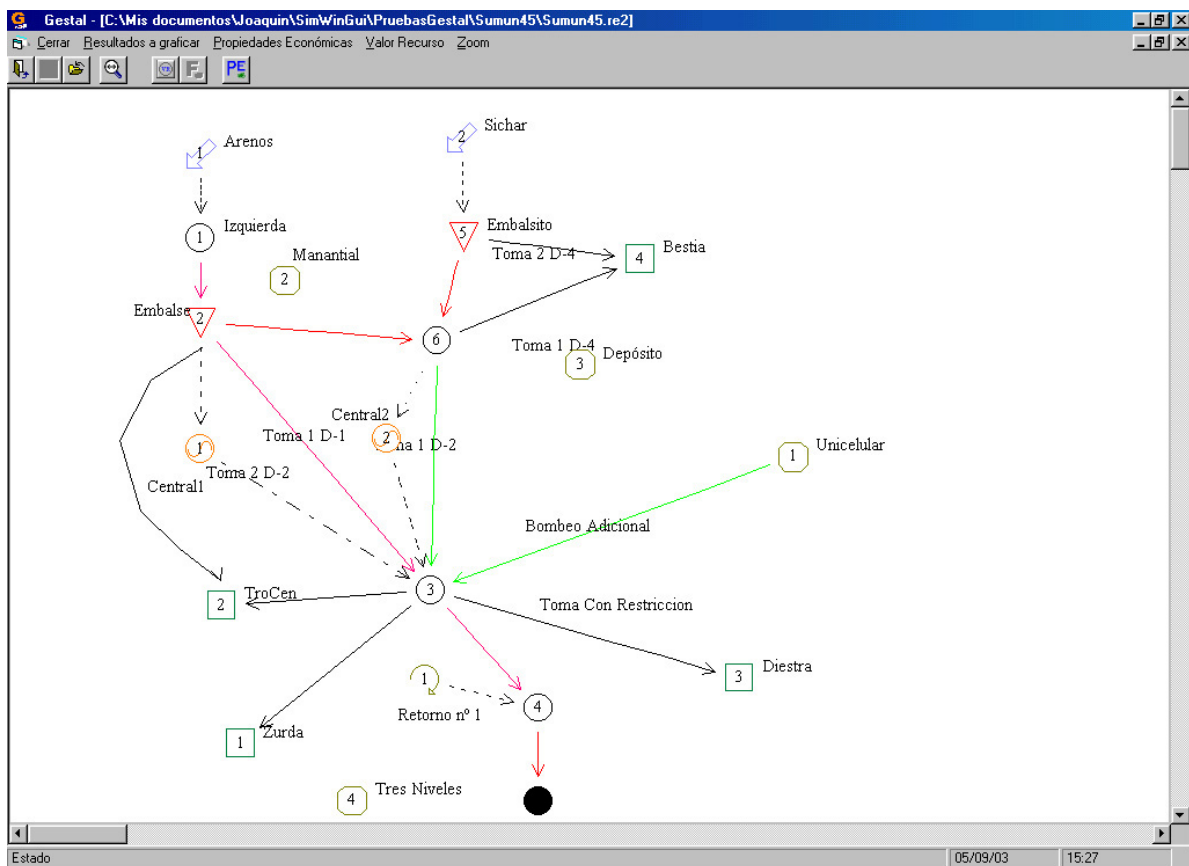 Gestal - [C:\Mis documentos\Joaquin\SimWinGui\PruebasGestal\Sumun45\Sumun45.re2]
Cerrar Resultados a graficar Propiedades Económicas Valor Recurso Zoom
PE
1 Arenos
2 Sichar
1 Izquierda
5 Embalsito
Toma 2 D-4
4 Bestia
Manantial
2
Embalse
2
6
Toma 1 D-4
3 Depósito
Central2
2
Toma 1 D-1
1
Central1
Toma 2 D-2
1 Unicelular
Bombeo Adicional
3
2 TroCen
Toma Con Restriccion
3 Diestra
1
Retorno nº 1
4
1 Zurda
4 Tres Niveles
Estado 05/09/03 15:27